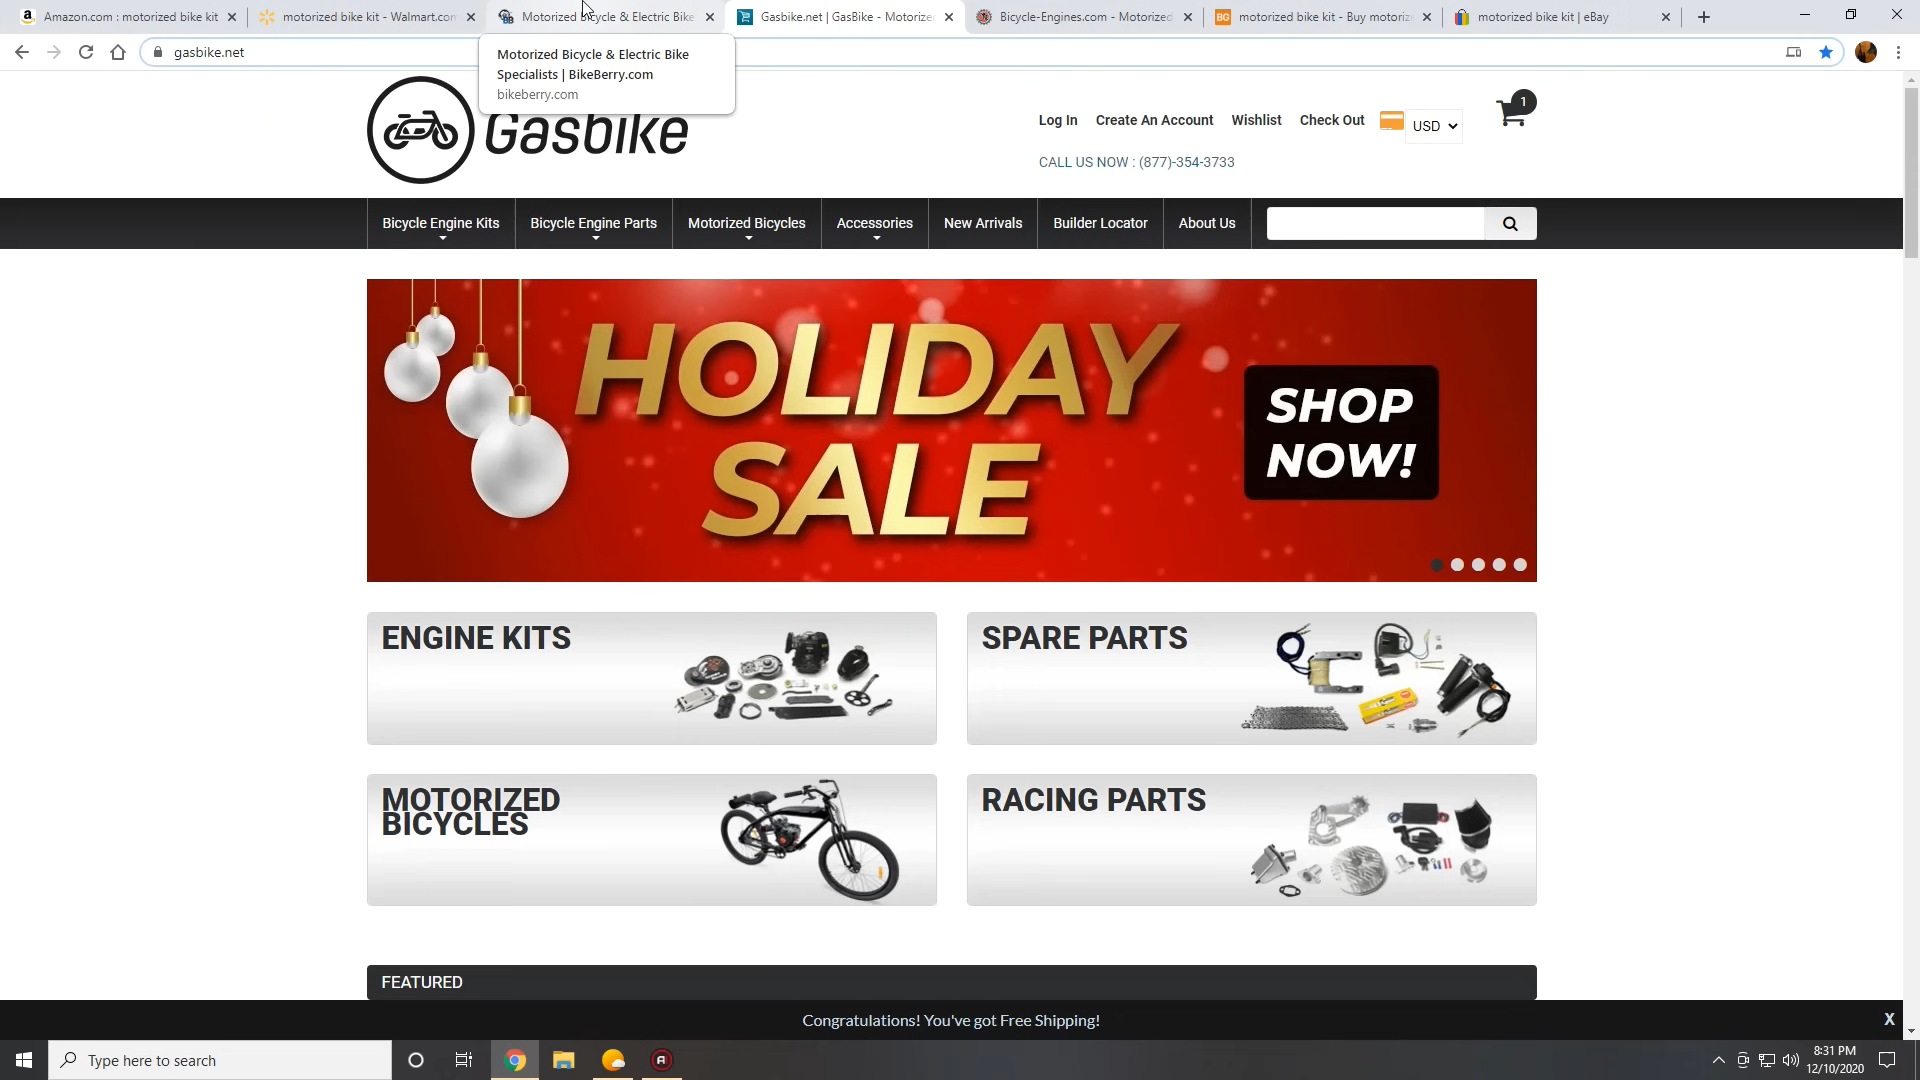 Amazon.com : motorized bike kit
motorized bike kit - Walmart.com
Motorized Bicycle & Electric Bike
Gasbike.net | GasBike - Motorize
Bicycle-Engines.com - Motorized
BG
motorized bike kit - Buy motoriz
motorized bike kit | eBay
gasbike.net
Motorized Bicycle & Electric Bike
Specialists | BikeBerry.com
bikeberry.com
Gasbike
Log In
Create An Account
Wishlist
Check Out
USD
1
CALL US NOW : (877)-354-3733
Bicycle Engine Kits
Bicycle Engine Parts
Motorized Bicycles
Accessories
New Arrivals
Builder Locator
About Us
HOLIDAY
SALE
SHOP
NOW!
ENGINE KITS
SPARE PARTS
MOTORIZED
BICYCLES
RACING PARTS
FEATURED
Congratulations! You've got Free Shipping!
X
Type here to search
8:31 PM
12/10/2020